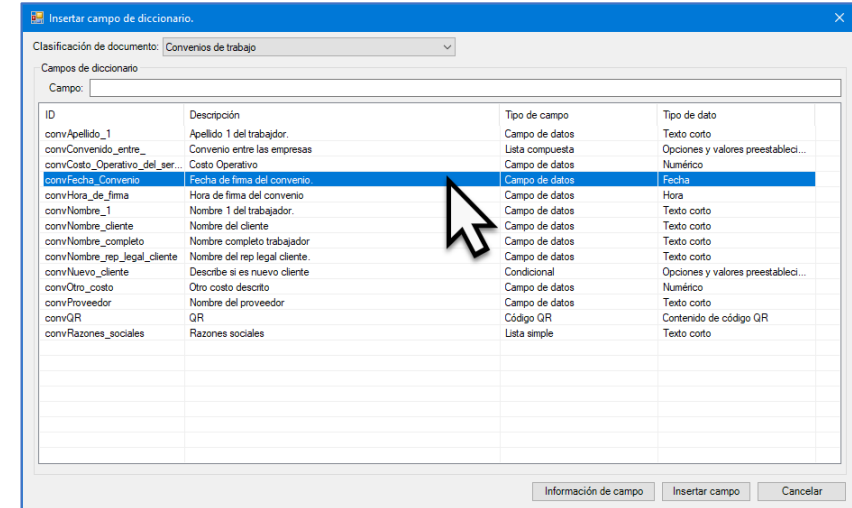 Insertar campo de diccionario.
Clasificación de documento: Convenios de trabajo
Campos de diccionario
Campo:
ID Descripción Tipo de campo Tipo de dato
convApellido_1 Apellido 1 del trabajdor. Campo de datos Texto corto
convConvenido_entre_ Convenio entre las empresas Lista compuesta Opciones y valores preestableci...
convCosto_Operativo_del_ser... Costo Operativo Campo de datos Numérico
convFecha_Convenio Fecha de firma del convenio. Campo de datos Fecha
convHora_de_firma Hora de firma del convenio Campo de datos Hora
convNombre_1 Nombre 1 del trabajador. Campo de datos Texto corto
convNombre_cliente Nombre del cliente Campo de datos Texto corto
convNombre_completo Nombre completo trabajador Campo de datos Texto corto
convNombre_rep_legal_cliente Nombre del rep legal cliente. Campo de datos Texto corto
convNuevo_cliente Describe si es nuevo cliente Condicional Opciones y valores preestableci...
convOtro_costo Otro costo descrito Campo de datos Numérico
convProveedor Nombre del proveedor Campo de datos Texto corto
convQR QR Código QR Contenido de código QR
convRazones_sociales Razones sociales Lista simple Texto corto
Información de campo Insertar campo Cancelar